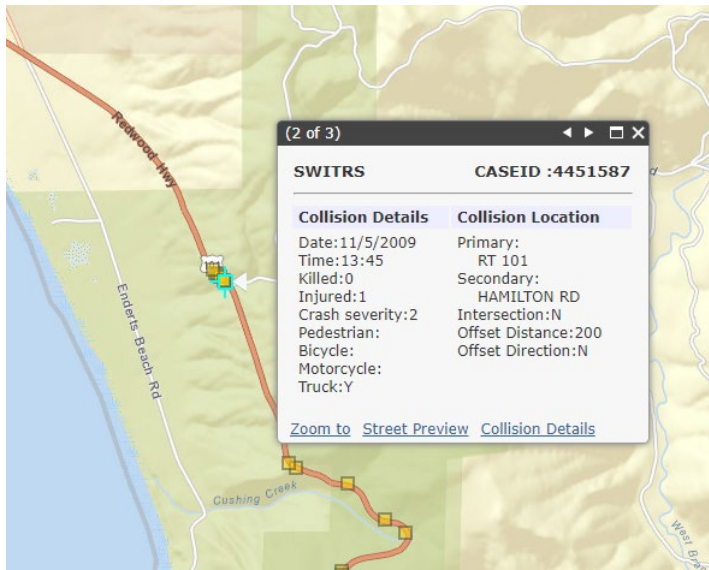 Redwood Hwy
Enderts Beach Rd
(2 of 3)
SWITRS CASEID :4451587
Collision Details
Date:11/5/2009
Time:13:45
Killed:0
Injured:1
Crash severity:2
Pedestrian:
Bicycle:
Motorcycle:
Truck:Y
Collision Location
Primary:
RT 101
Secondary:
HAMILTON RD
Intersection:N
Offset Distance:200
Offset Direction:N
Zoom to Street Preview Collision Details
d
Cushing Creek
West Bran